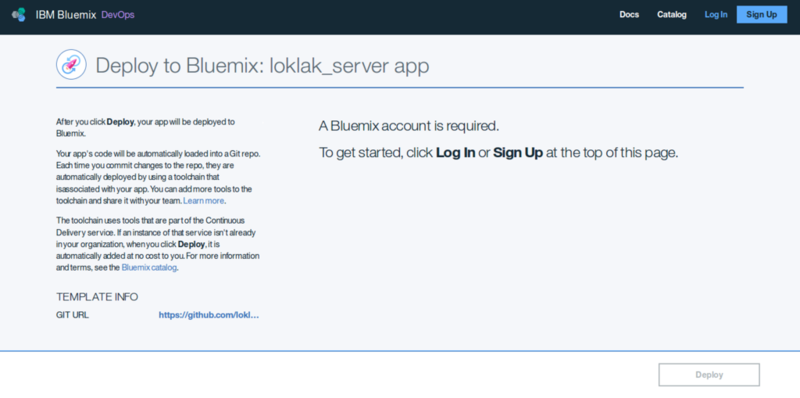 IBM Bluemix DevOps
Docs
Catalog
Log In
Sign Up
Deploy to Bluemix: loklak_server app
After you click Deploy, your app will be deployed to
Bluemix.
Your app's code will be automatically loaded into a Git repo.
Each time you commit changes to the repo, they are
automatically deployed by using a toolchain that
isassociated with your app. You can add more tools to the
toolchain and share it with your team. Learn more.
The toolchain uses tools that are part of the Continuous
Delivery service. If an instance of that service isn't already
in your organization, when you click Deploy, it is
automatically added at no cost to you. For more information
and terms, see the Bluemix catalog.
TEMPLATE INFO
GIT URL
https://github.com/lokl...
A Bluemix account is required.
To get started, click Log In or Sign Up at the top of this page.
Deploy